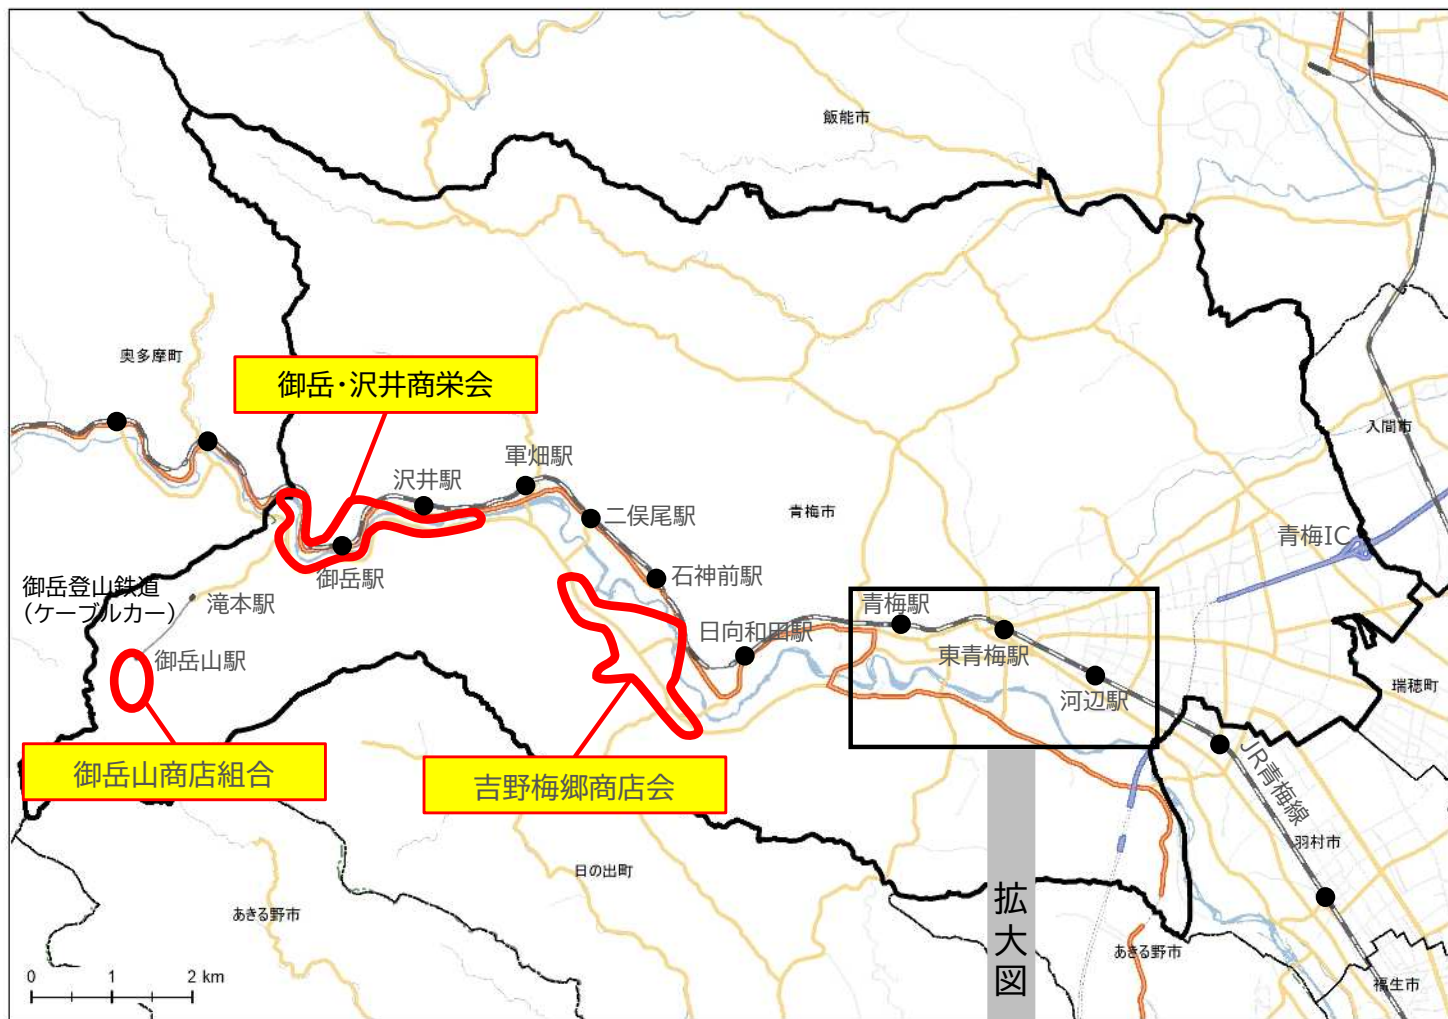 飯能市
奥多摩町
御岳・沢井商栄会
入間市
軍畑駅
沢井駅
二俣尾駅
青梅市
青梅IC
御岳駅
石神前駅
御岳登山鉄道
(ケーブルカー)
滝本駅
青梅駅
日向和田駅
東青梅駅
御岳山駅
河辺駅
瑞穂町
御岳山商店組合
吉野梅郷商店会
JR青梅線
羽村市
日の出町
拡大図
あきる野市
あきる野市
福生市
0 1 2 km